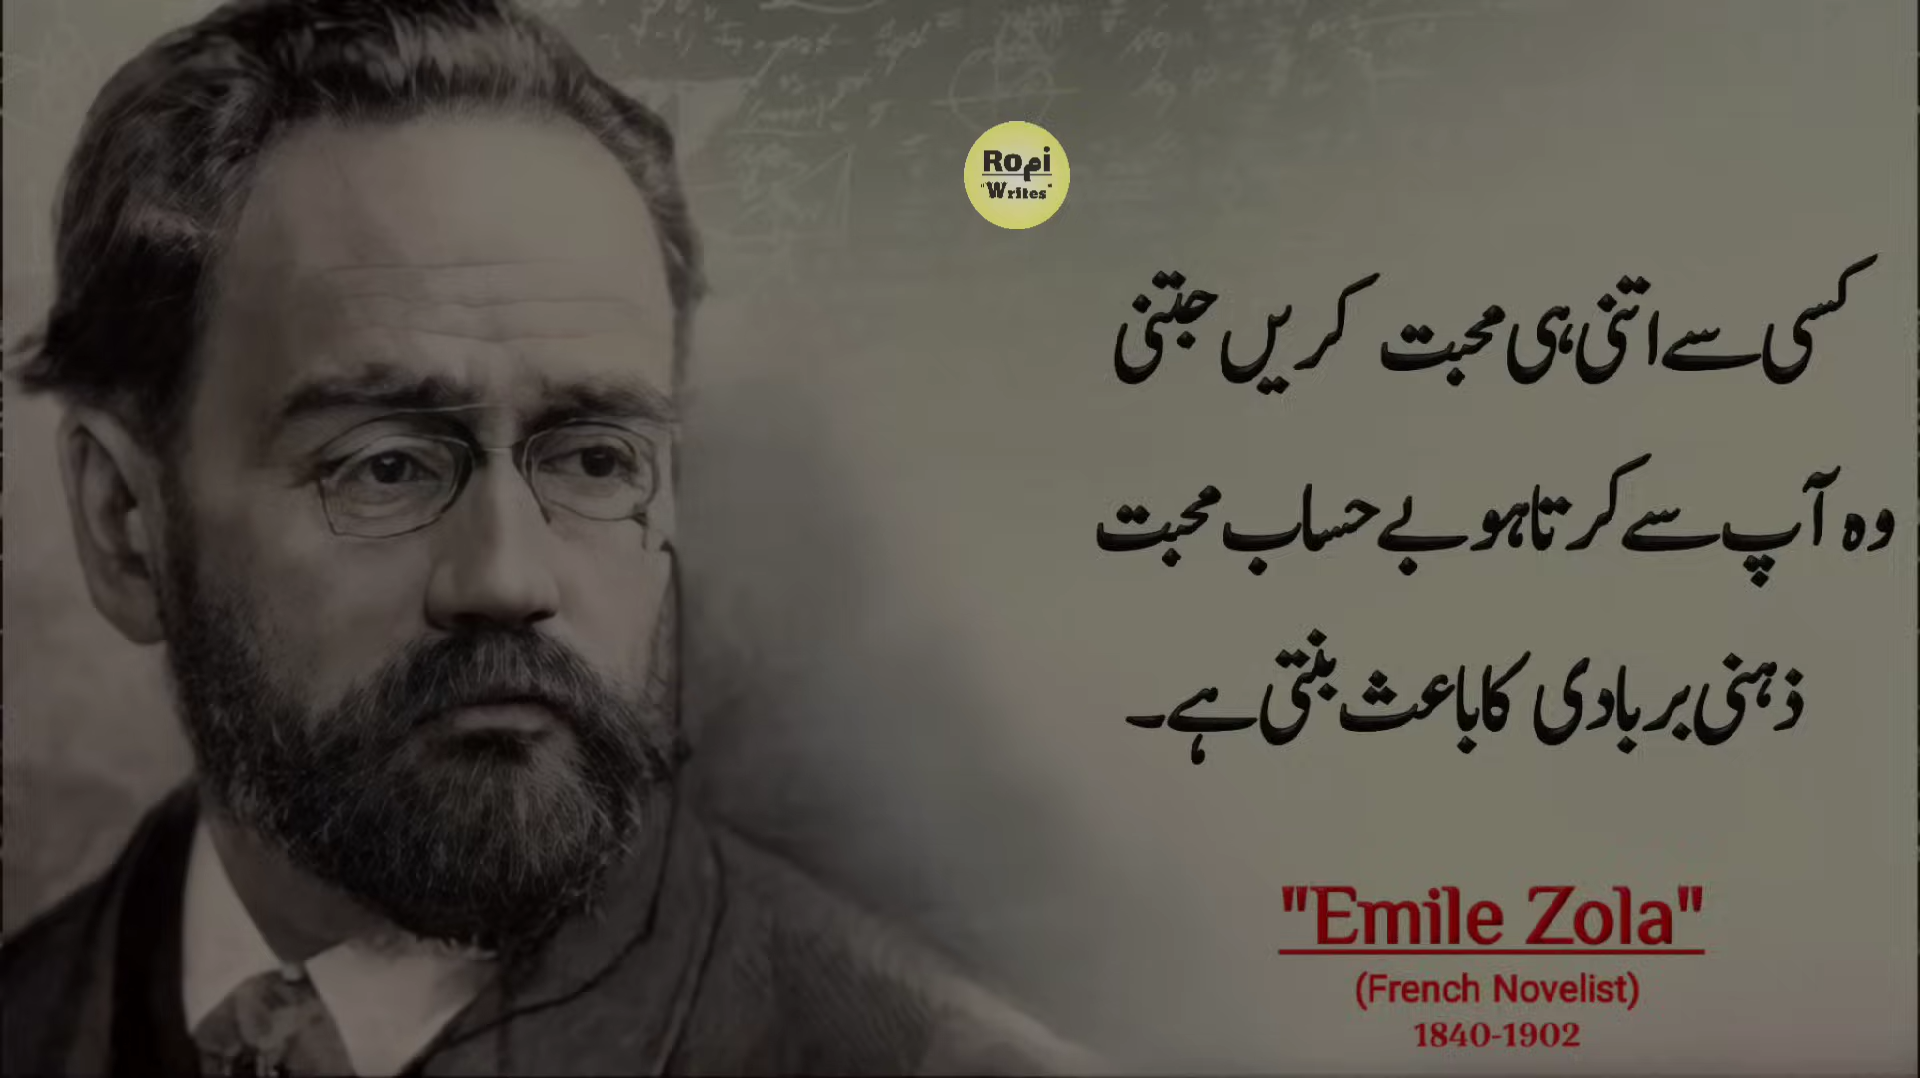 Roمi
"Writes"
کسی سے اتنی ہی محبت کریں جتنی
وہ آپ سے کرتا ہو بے حساب محبت
ذہنی بربادی کا باعث بنتی ہے۔
"Emile Zola"
(French Novelist)
1840-1902